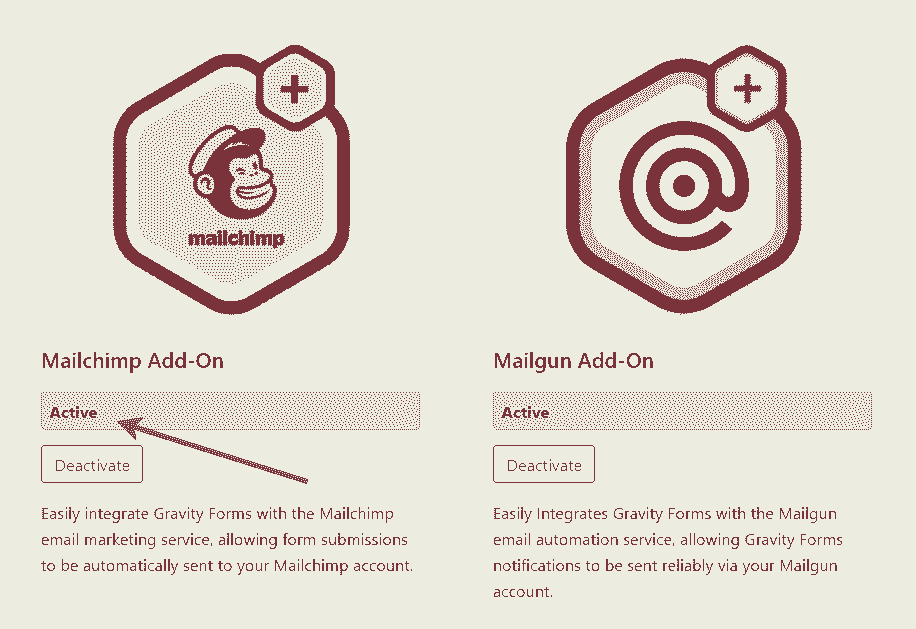 mailchimp
Mailchimp Add-On
Active
Deactivate
Easily integrate Gravity Forms with the Mailchimp
email marketing service, allowing form submissions
to be automatically sent to your Mailchimp account.
Mailgun Add-On
Active
Deactivate
Easily Integrates Gravity Forms with the Mailgun
email automation service, allowing Gravity Forms
notifications to be sent reliably via your Mailgun
account.